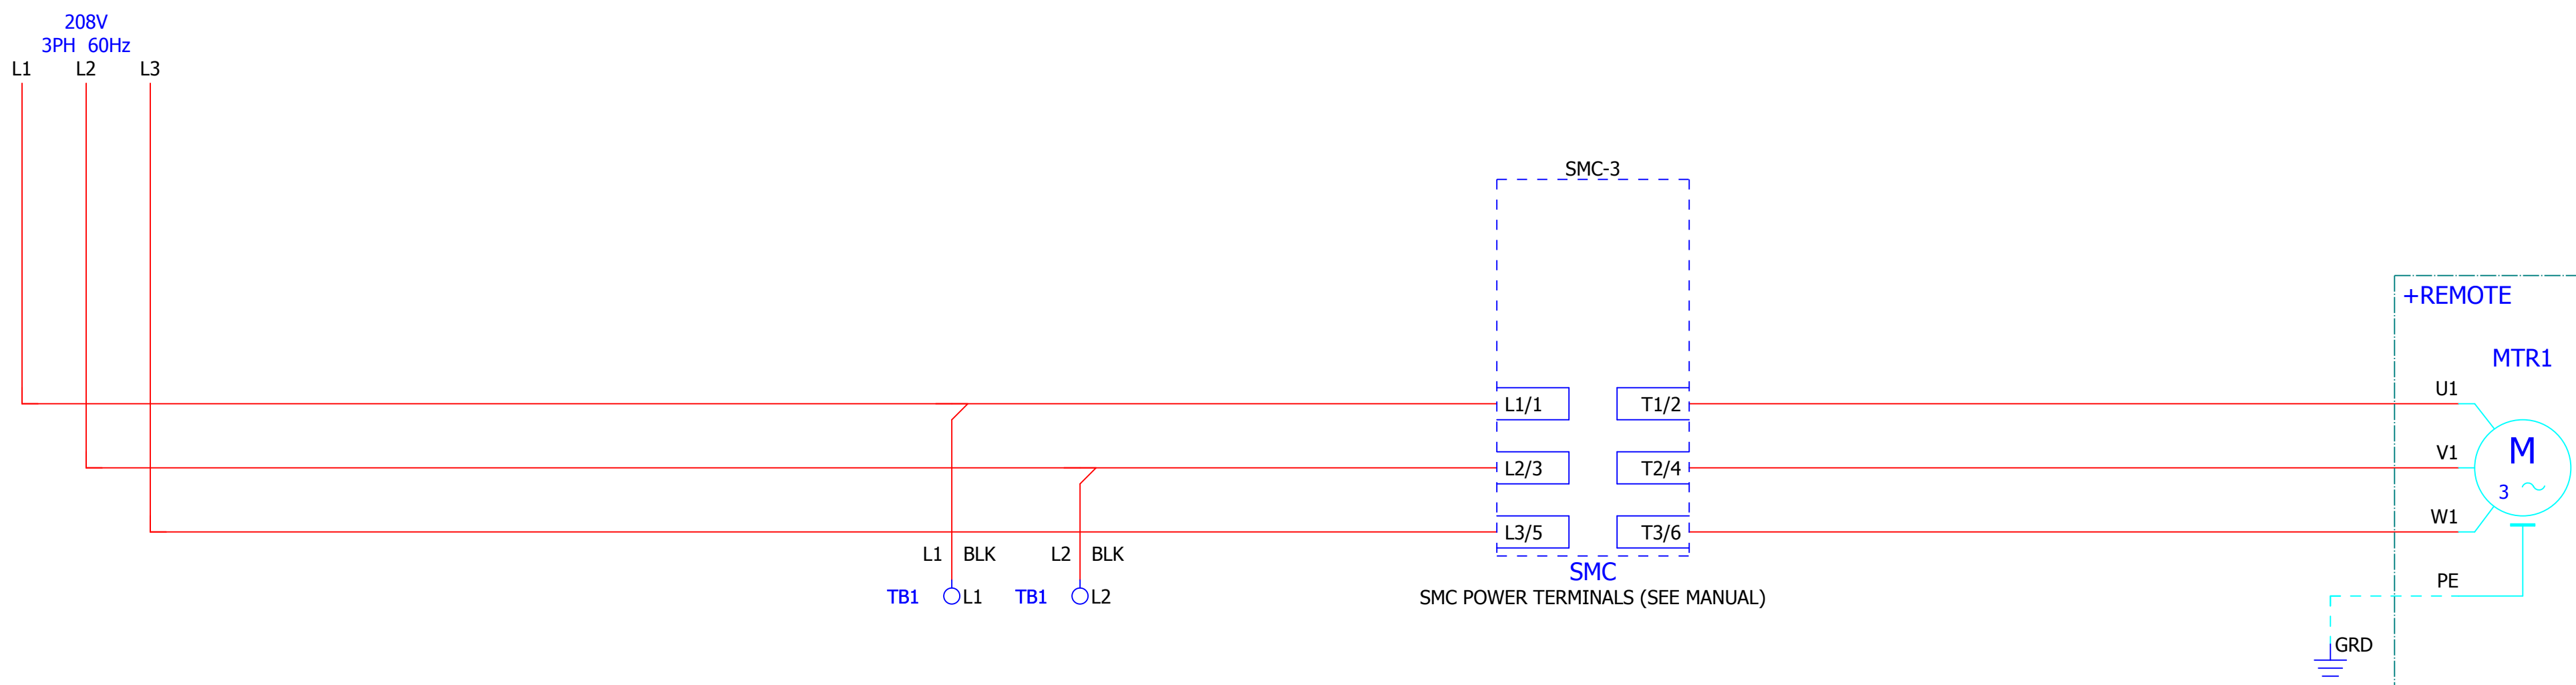 208V
3PH 60Hz
L1 L2 L3
SMC-3
+REMOTE
MTR1
U1
L1/1 T1/2
V1
M
L2/3 T2/4
3
W1
L3/5 T3/6
L1 BLK L2 BLK
SMC
PE
TB1 L1 TB1 L2
SMC POWER TERMINALS (SEE MANUAL)
GRD